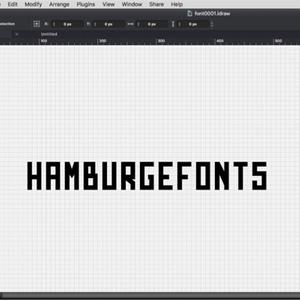 Edit Modify Arrange Plugins View Window Share Help
font0001.idraw
X: 0 px Y: 0 px 0 px 0 px
Untitled
100 200 300 400 500
HAMBURGEFONTS